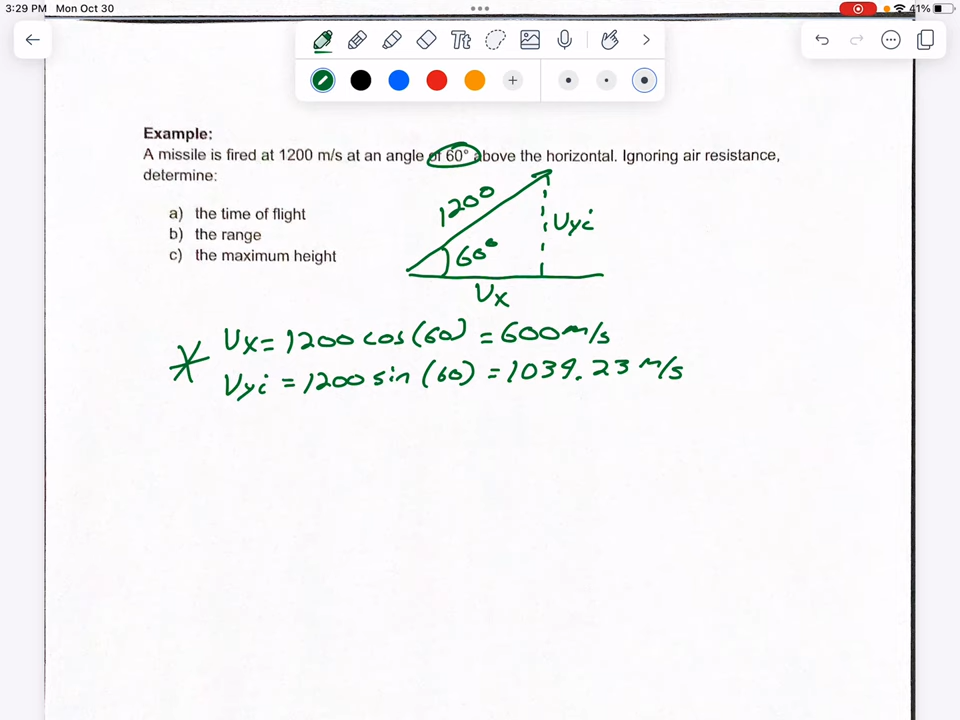 3:29 PM Mon Oct 30
41%
Tt
Example:
A missile is fired at 1200 m/s at an angle of 60° above the horizontal. Ignoring air resistance,
determine:
a) the time of flight
b) the range
c) the maximum height
1200
60°
Vyi
Vx
Vx = 1200 cos(60) = 600 m/s
Vyi = 1200 sin(60) = 1039.23 m/s